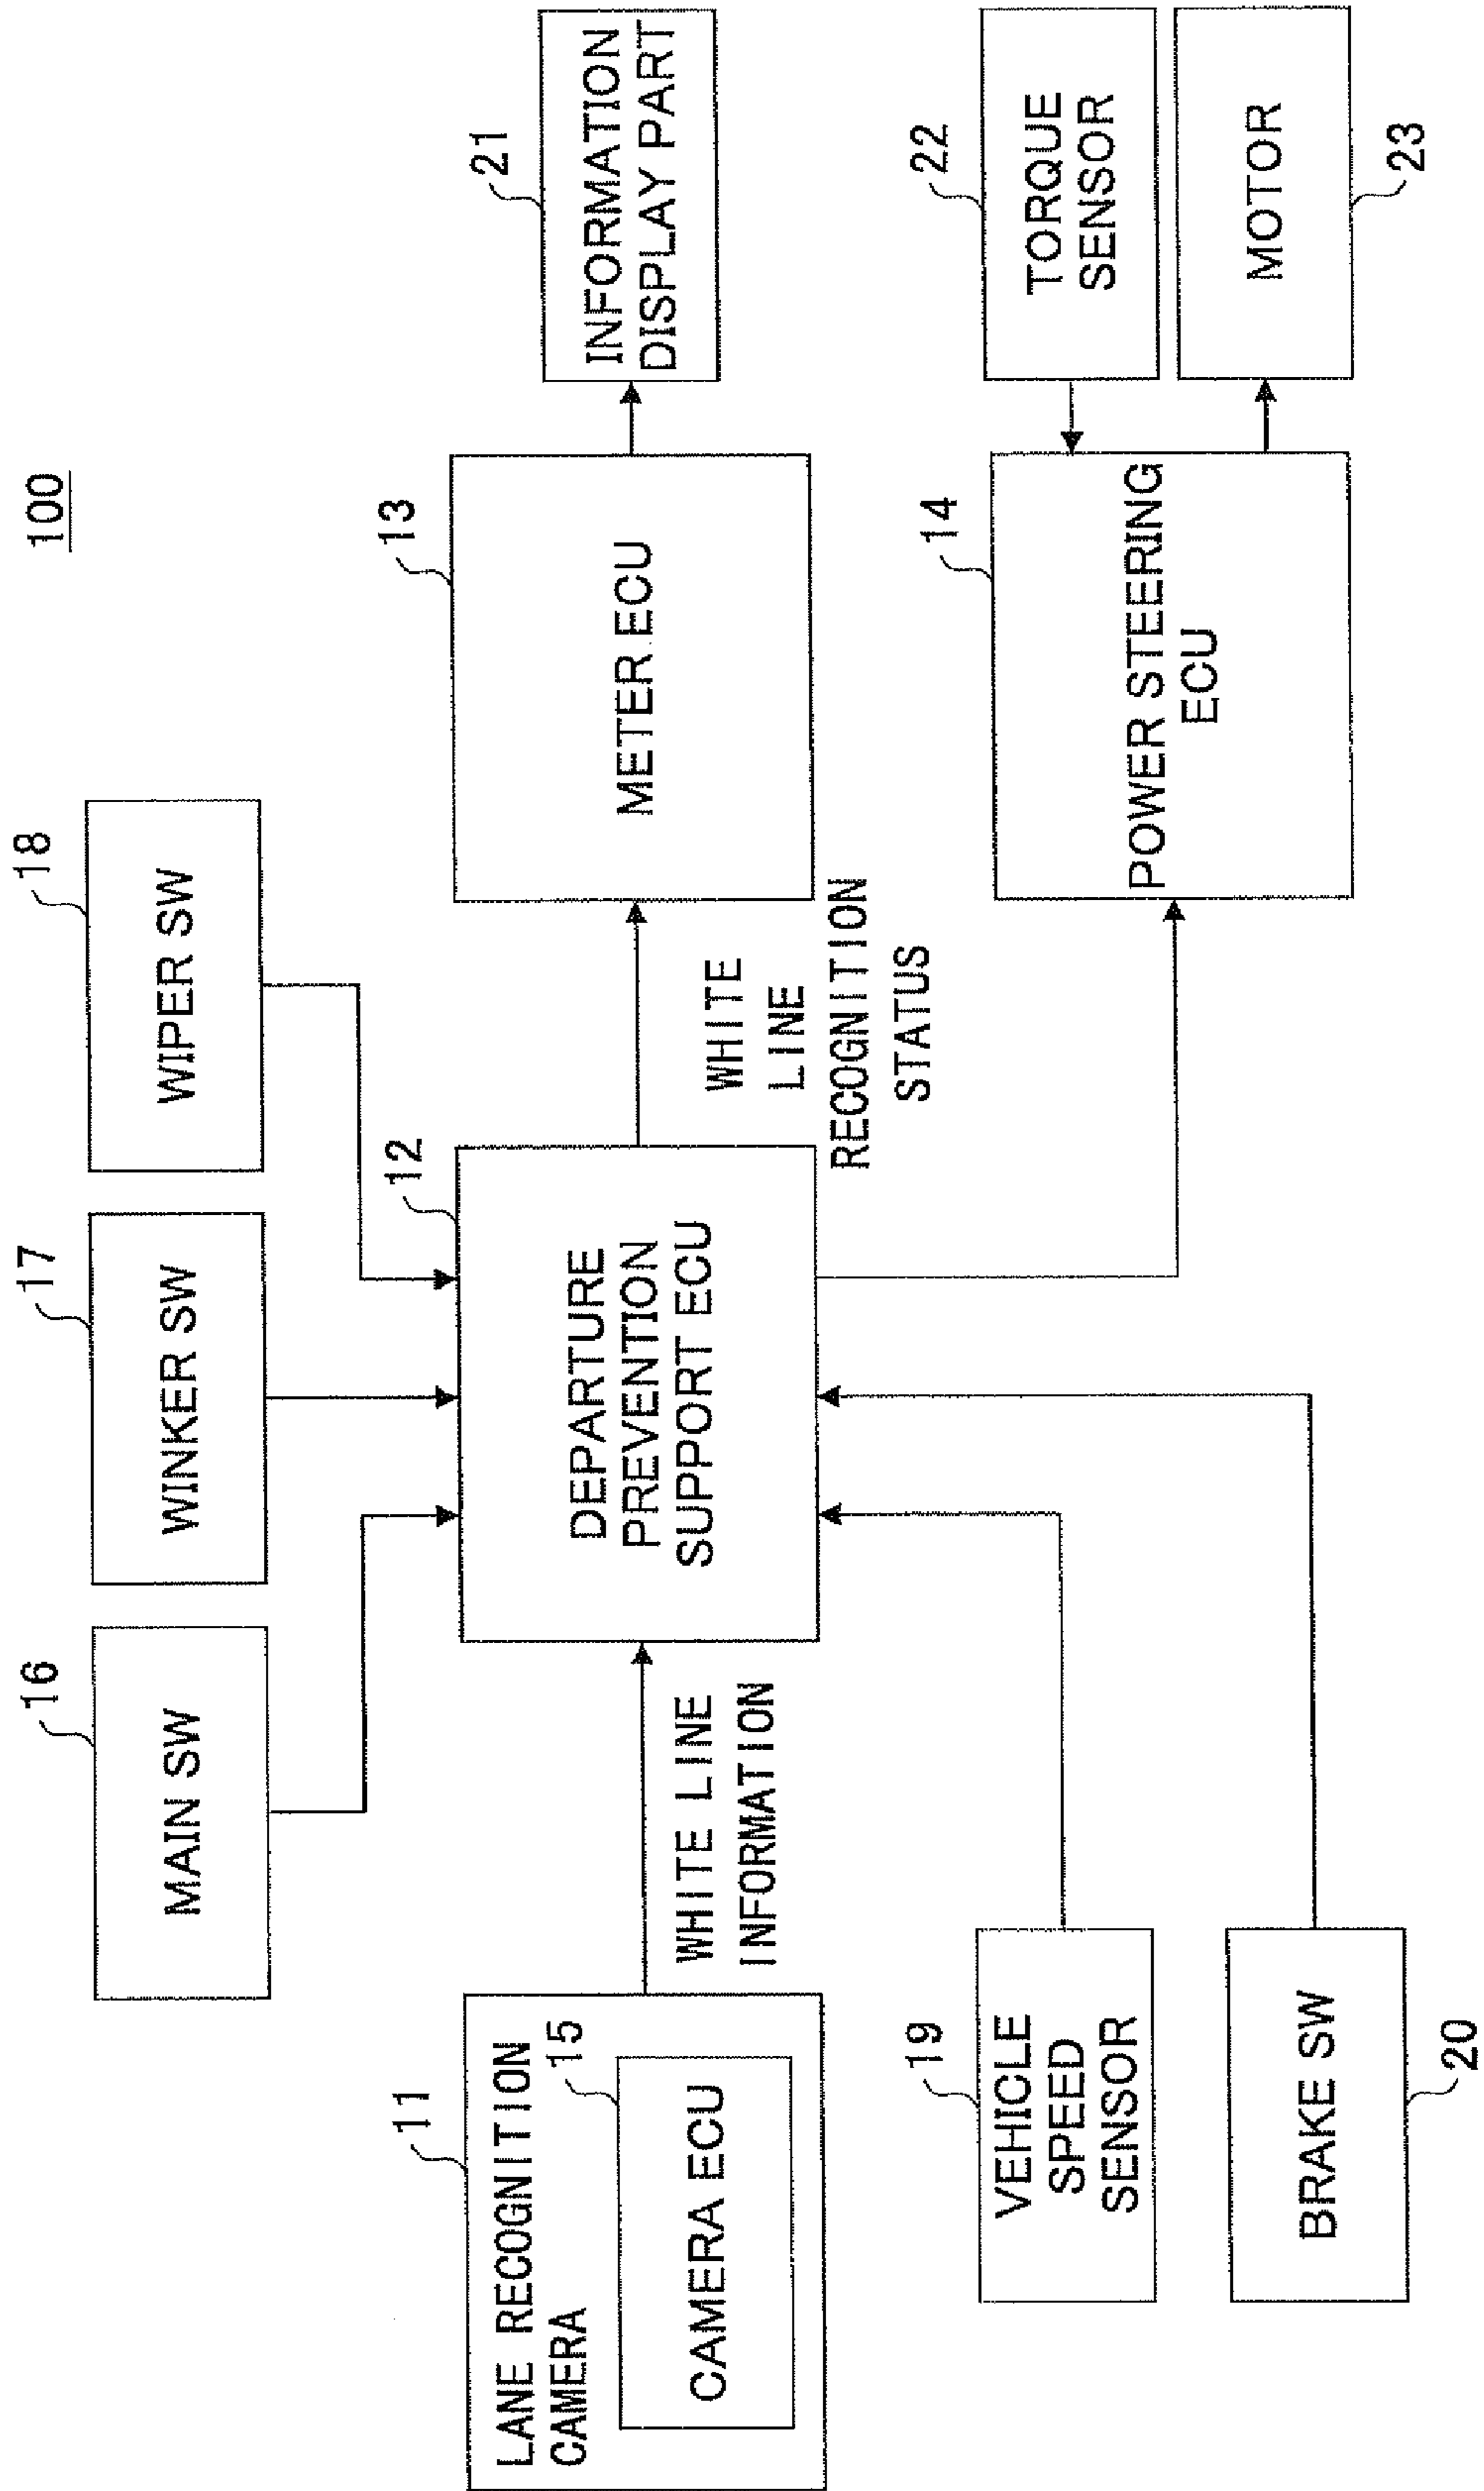 100
16
MAIN SW
17
WINKER SW
18
WIPER SW
11
LANE RECOGNITION
CAMERA
15
CAMERA ECU
WHITE LINE
INFORMATION
12
DEPARTURE
PREVENTION
SUPPORT ECU
WHITE
LINE
RECOGNITION
STATUS
13
METER ECU
21
INFORMATION
DISPLAY PART
19
VEHICLE
SPEED
SENSOR
BRAKE SW
20
14
POWER STEERING
ECU
22
TORQUE
SENSOR
MOTOR
23